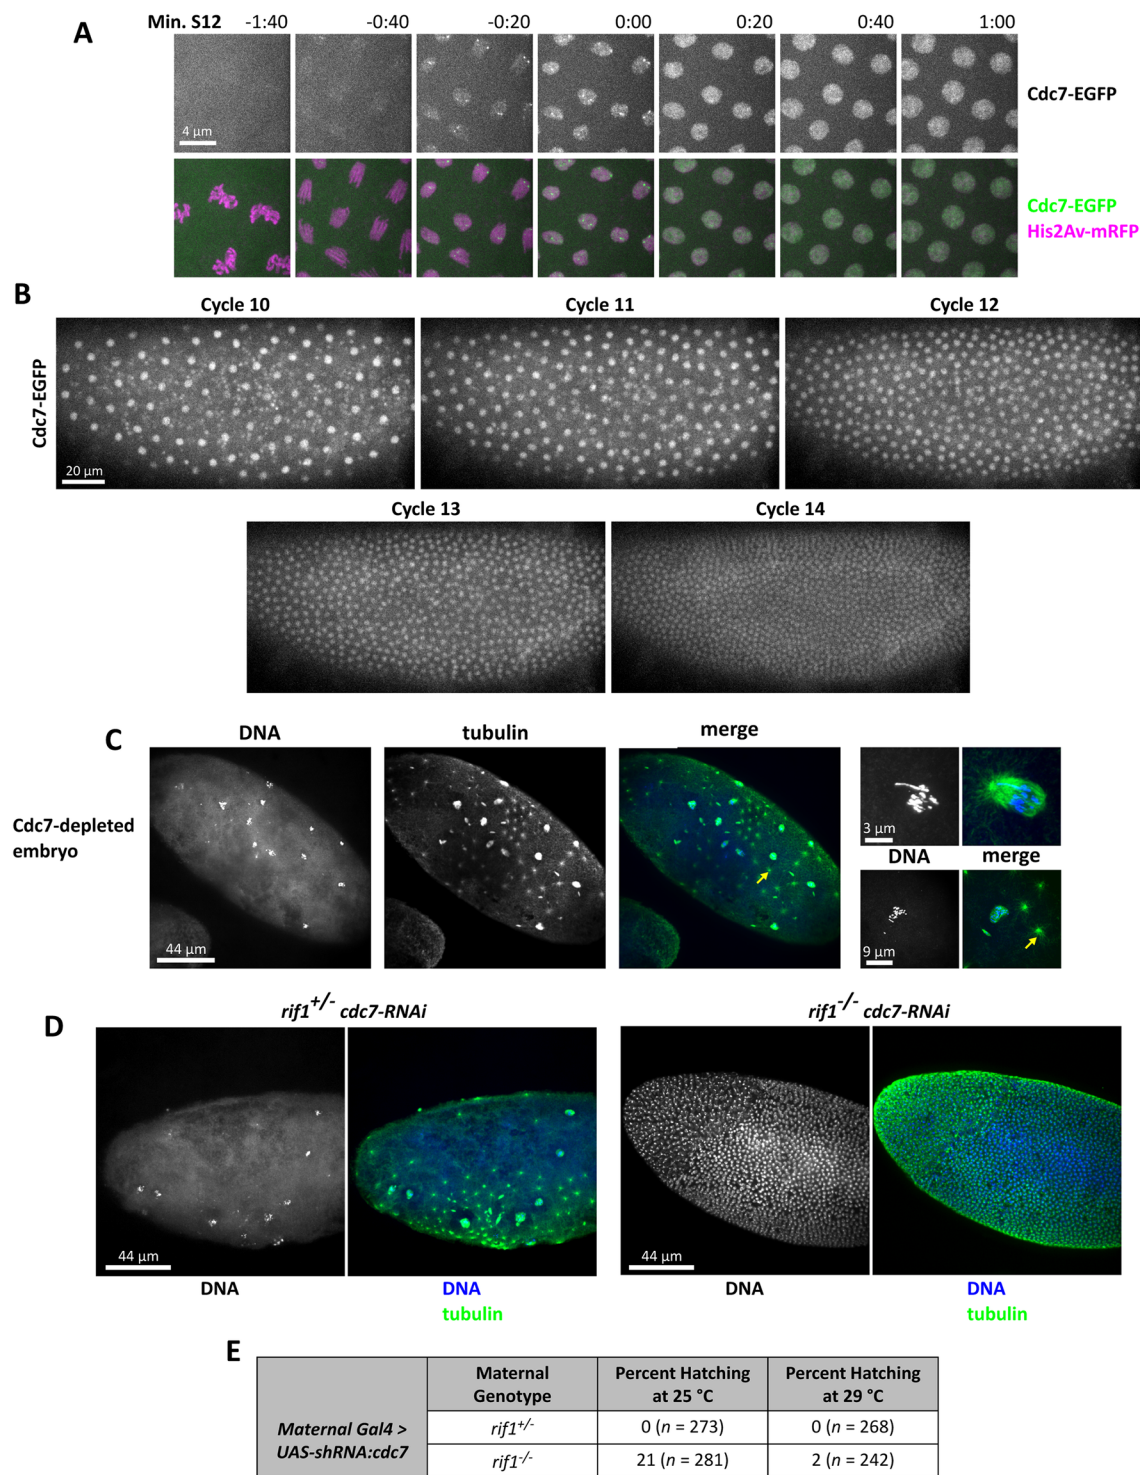 A
Min. S12 -1:40 -0:40 -0:20 0:00 0:20 0:40 1:00
4 µm
Cdc7-EGFP
Cdc7-EGFP
His2Av-mRFP
B
Cycle 10 Cycle 11 Cycle 12
Cdc7-EGFP
20 µm
Cycle 13 Cycle 14
C
DNA tubulin merge
Cdc7-depleted
embryo
44 µm
3 µm
DNA merge
9 µm
D
rif1+/- cdc7-RNAi rif1-/- cdc7-RNAi
44 µm 44 µm
DNA DNA DNA DNA
tubulin tubulin
E
Maternal Genotype Percent Hatching at 25 °C Percent Hatching at 29 °C
Maternal Gal4 >
UAS-shRNA:cdc7
rif1+/- 0 (n = 273) 0 (n = 268)
rif1-/- 21 (n = 281) 2 (n = 242)